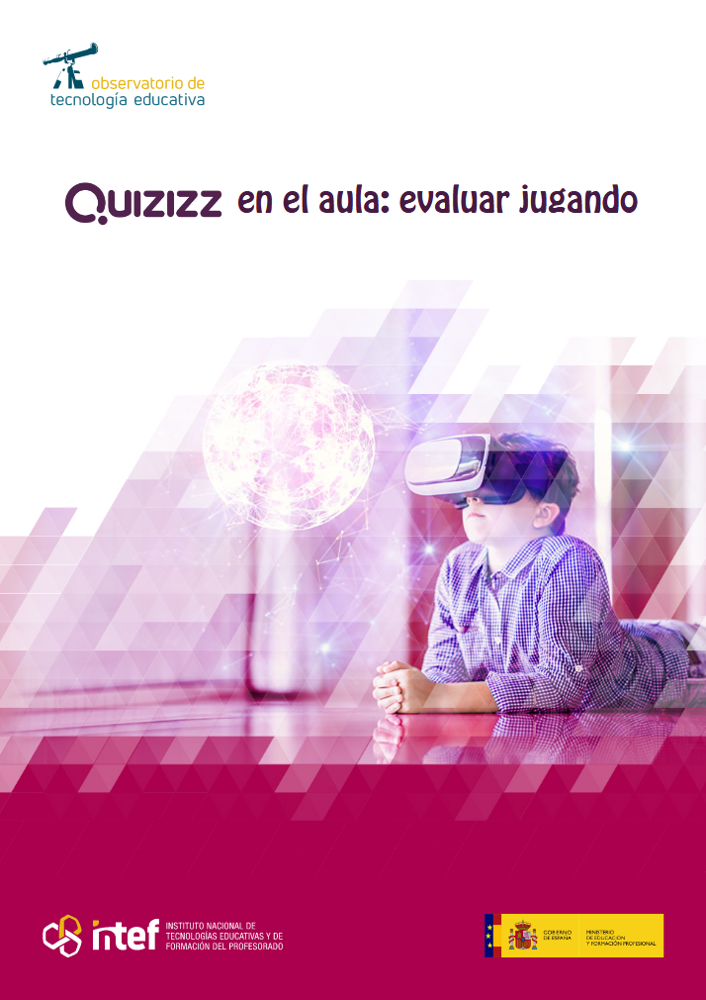 observatorio de
tecnología educativa
QUIZIZZ en el aula: evaluar jugando
intef
INSTITUTO NACIONAL DE
TECNOLOGÍAS EDUCATIVAS Y DE
FORMACIÓN DEL PROFESORADO
GOBIERNO
DE ESPAÑA
MINISTERIO
DE EDUCACIÓN
Y FORMACIÓN PROFESIONAL